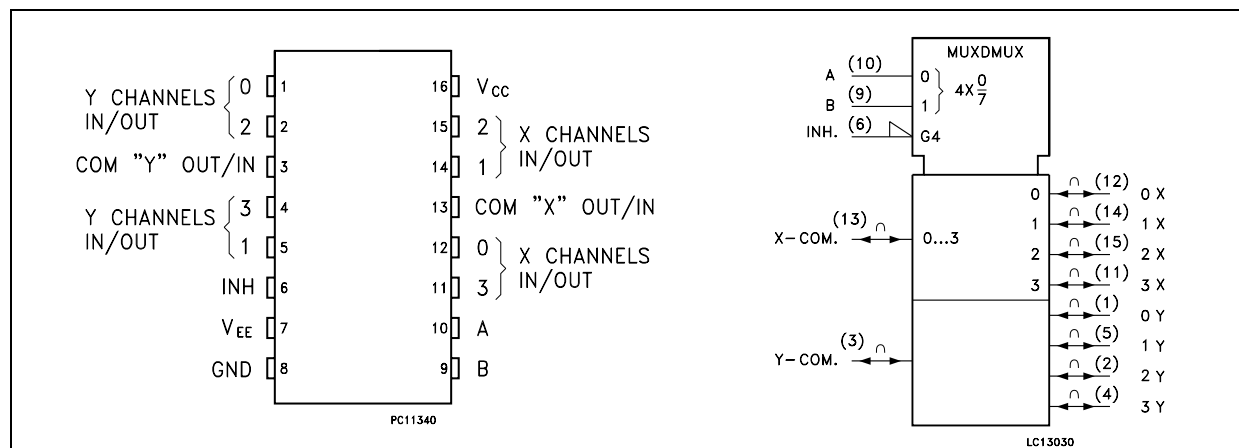 Y CHANNELS IN/OUT
0
2
COM "Y" OUT/IN
Y CHANNELS IN/OUT
3
1
INH
VEE
GND
1
2
3
4
5
6
7
8
16
15
14
13
12
11
10
9
VCC
2
1
X CHANNELS IN/OUT
COM "X" OUT/IN
0
3
X CHANNELS IN/OUT
A
B
PC11340
MUXDMUX
A (10) 0
B (9) 1
4X 0/7
INH. (6) G4
X-COM. (13) ∩ 0...3
0 ∩ (12) 0 X
1 ∩ (14) 1 X
2 ∩ (15) 2 X
3 ∩ (11) 3 X
∩ (1) 0 Y
∩ (5) 1 Y
Y-COM. (3) ∩
∩ (2) 2 Y
∩ (4) 3 Y
LC13030